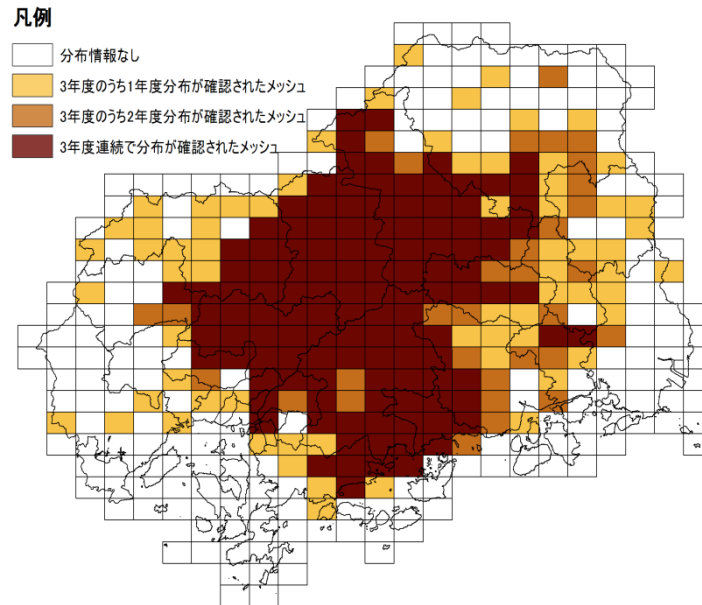 凡例
分布情報なし
3年度のうち1年度分布が確認されたメッシュ
3年度のうち2年度分布が確認されたメッシュ
3年度連続で分布が確認されたメッシュ